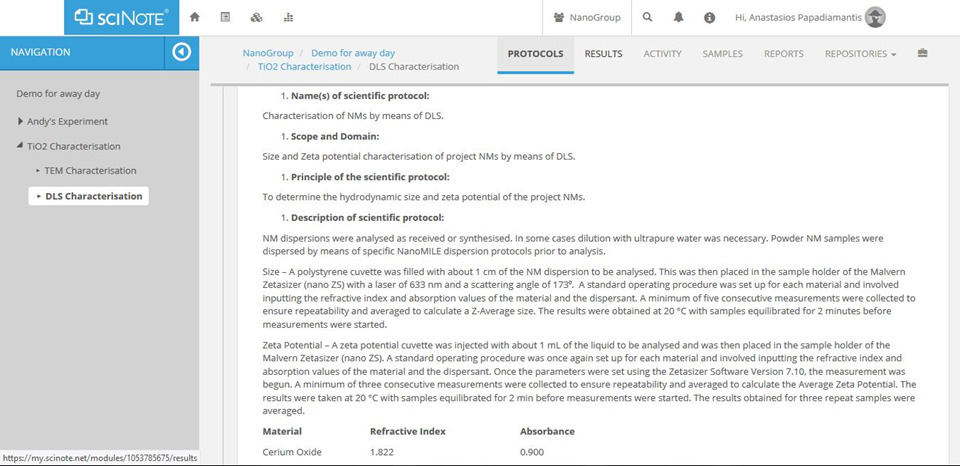 SCINOTE
NanoGroup
Hi, Anastasios Papadiamantis
NAVIGATION
NanoGroup / Demo for away day
/ TiO2 Characterisation / DLS Characterisation
PROTOCOLS RESULTS ACTIVITY SAMPLES REPORTS REPOSITORIES
Demo for away day
Andy's Experiment
TiO2 Characterisation
TEM Characterisation
DLS Characterisation
1. Name(s) of scientific protocol:
Characterisation of NMs by means of DLS.
1. Scope and Domain:
Size and Zeta potential characterisation of project NMs by means of DLS.
1. Principle of the scientific protocol:
To determine the hydrodynamic size and zeta potential of the project NMs.
1. Description of scientific protocol:
NM dispersions were analysed as received or synthesised. In some cases dilution with ultrapure water was necessary. Powder NM samples were
dispersed by means of specific NanoMILE dispersion protocols prior to analysis.
Size – A polystyrene cuvette was filled with about 1 cm of the NM dispersion to be analysed. This was then placed in the sample holder of the Malvern
Zetasizer (nano ZS) with a laser of 633 nm and a scattering angle of 173º. A standard operating procedure was set up for each material and involved
inputting the refractive index and absorption values of the material and the dispersant. A minimum of five consecutive measurements were collected to
ensure repeatability and averaged to calculate a Z-Average size. The results were obtained at 20 °C with samples equilibrated for 2 minutes before
measurements were started.
Zeta Potential – A zeta potential cuvette was injected with about 1 mL of the liquid to be analysed and was then placed in the sample holder of the
Malvern Zetasizer (nano ZS). A standard operating procedure was once again set up for each material and involved inputting the refractive index and
absorption values of the material and the dispersant. Once the parameters were set using the Zetasizer Software Version 7.10, the measurement was
begun. A minimum of three consecutive measurements were collected to ensure repeatability and averaged to calculate the Average Zeta Potential. The
results were taken at 20 °C with samples equilibrated for 2 min before measurements were started. The results obtained for three repeat samples were
averaged.
Material Refractive Index Absorbance
Cerium Oxide 1.822 0.900
https://my.scinote.net/modules/1053785675/results